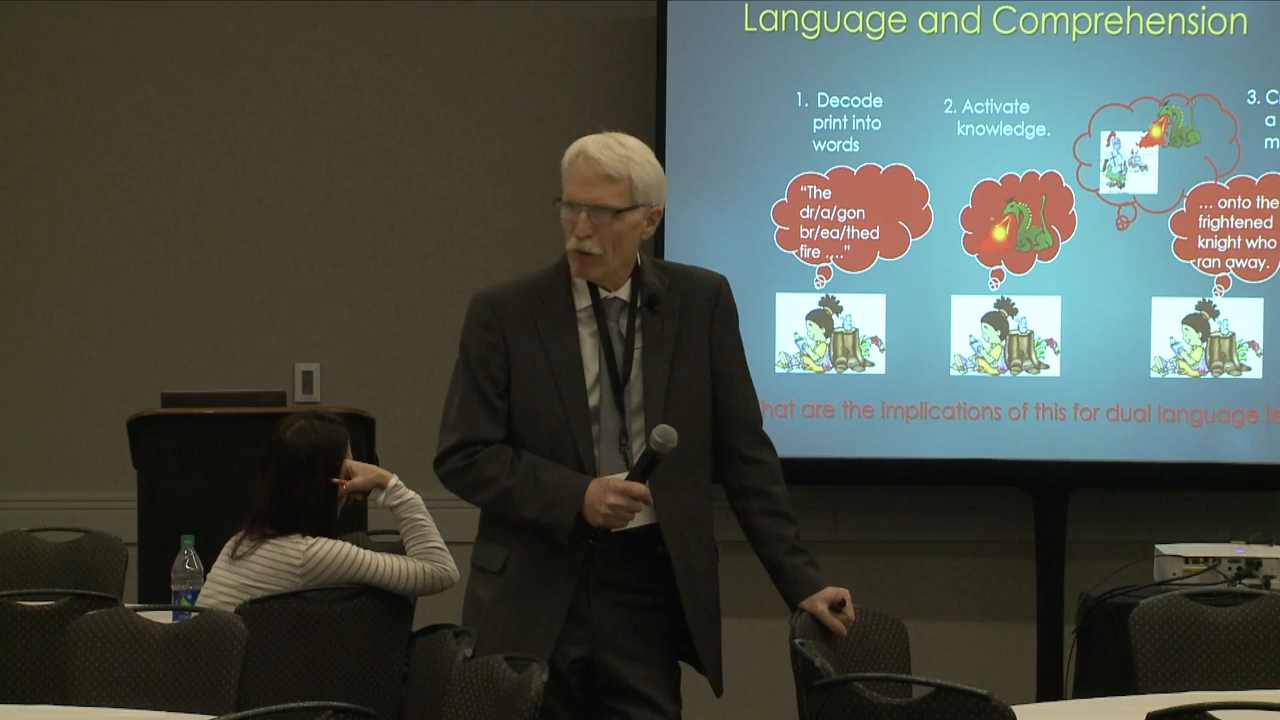 Language and Comprehension
1. Decode
print into
words
2. Activate
knowledge.
3. C
a
m
"The
dr/a/gon
br/ea/thed
fire ...."
... onto the
frightened
knight who
ran away.
hat are the implications of this for dual language le